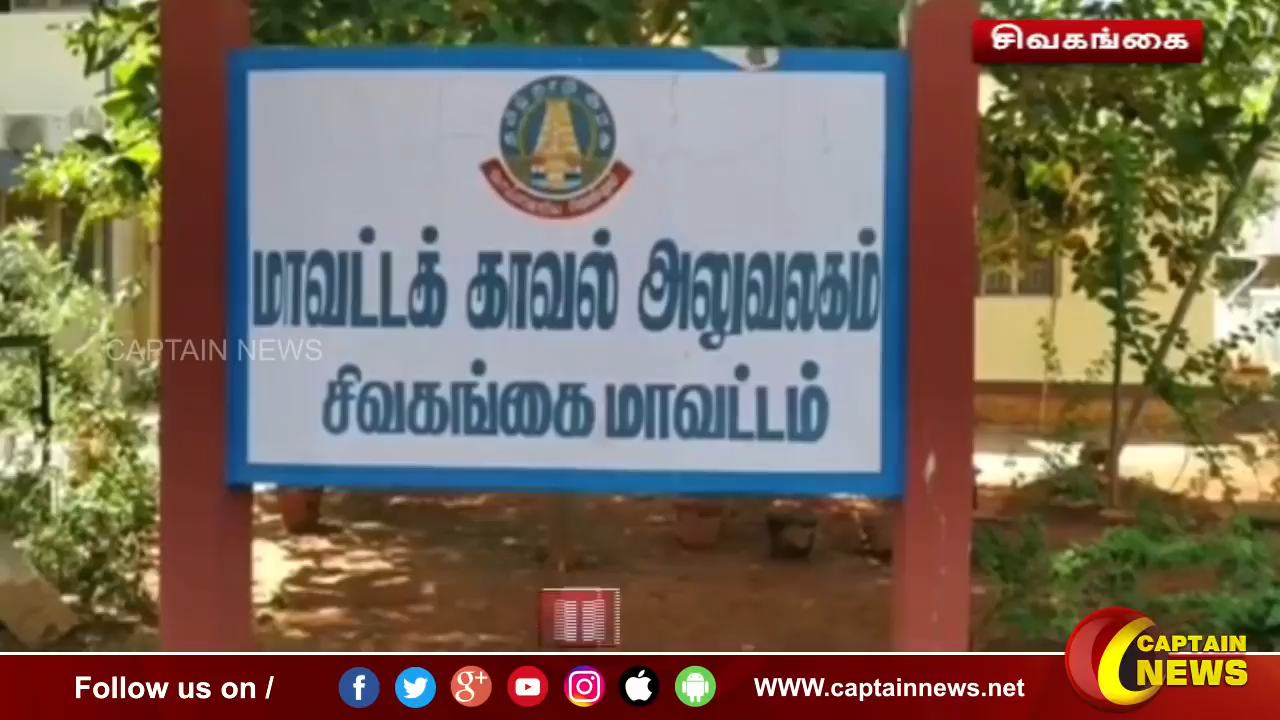 சிவகங்கை
மாவட்டக் காவல் அலுவலகம்
சிவகங்கை மாவட்டம்
CAPTAIN NEWS
Follow us on /
WWW.captainnews.net
CAPTAIN
NEWS